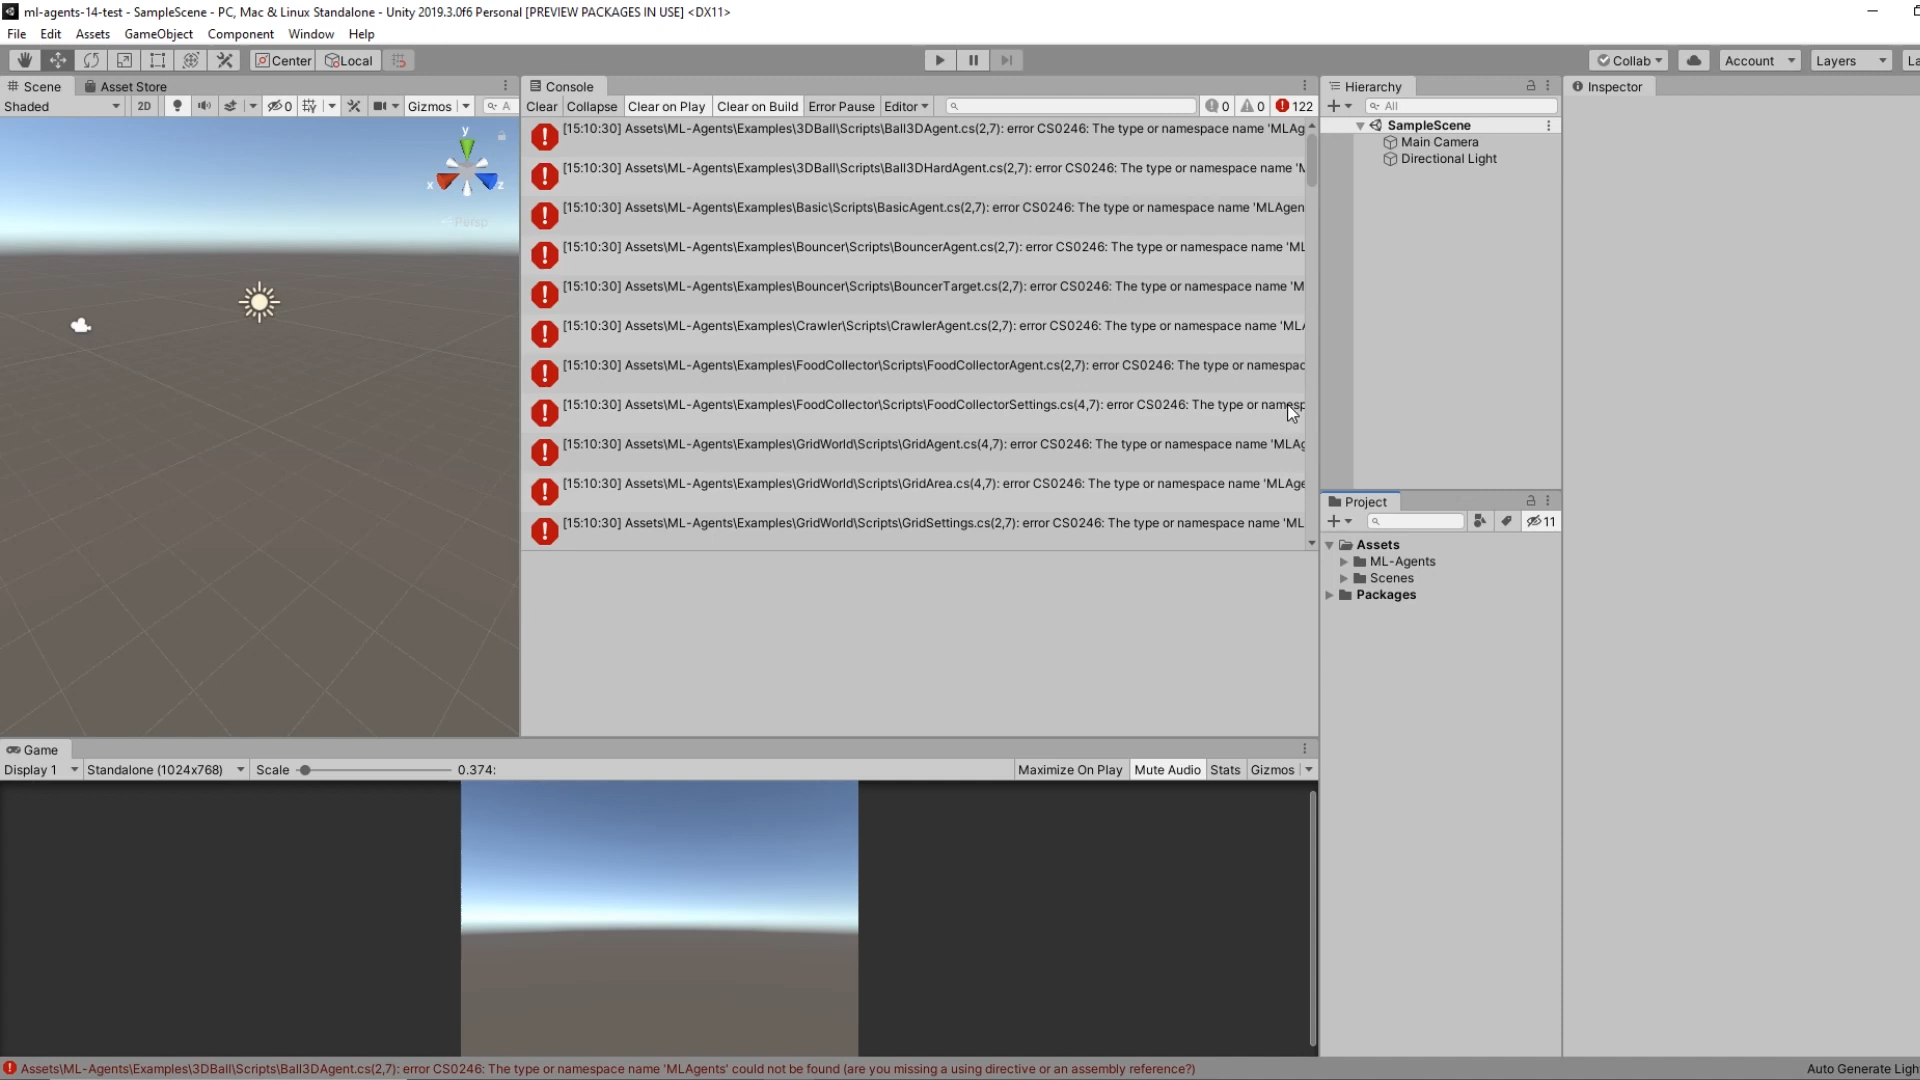 ml-agents-14-test - SampleScene - PC, Mac & Linux Standalone - Unity 2019.3.0f6 Personal [PREVIEW PACKAGES IN USE] <DX11>
File Edit Assets GameObject Component Window Help
Center Local Collab Account Layers La
Scene Asset Store
Shaded 2D 0 Gizmos A
y
x
z
Persp
Console
Clear Collapse Clear on Play Clear on Build Error Pause Editor 0 0 122
[15:10:30] Assets\ML-Agents\Examples\3DBall\Scripts\Ball3DAgent.cs(2,7): error CS0246: The type or namespace name 'MLAg
[15:10:30] Assets\ML-Agents\Examples\3DBall\Scripts\Ball3DHardAgent.cs(2,7): error CS0246: The type or namespace name 'M
[15:10:30] Assets\ML-Agents\Examples\Basic\Scripts\BasicAgent.cs(2,7): error CS0246: The type or namespace name 'MLAgen
[15:10:30] Assets\ML-Agents\Examples\Bouncer\Scripts\BouncerAgent.cs(2,7): error CS0246: The type or namespace name 'ML
[15:10:30] Assets\ML-Agents\Examples\Bouncer\Scripts\BouncerTarget.cs(2,7): error CS0246: The type or namespace name 'M
[15:10:30] Assets\ML-Agents\Examples\Crawler\Scripts\CrawlerAgent.cs(2,7): error CS0246: The type or namespace name 'MLA
[15:10:30] Assets\ML-Agents\Examples\FoodCollector\Scripts\FoodCollectorAgent.cs(2,7): error CS0246: The type or namespac
[15:10:30] Assets\ML-Agents\Examples\FoodCollector\Scripts\FoodCollectorSettings.cs(4,7): error CS0246: The type or namesp
[15:10:30] Assets\ML-Agents\Examples\GridWorld\Scripts\GridAgent.cs(4,7): error CS0246: The type or namespace name 'MLAg
[15:10:30] Assets\ML-Agents\Examples\GridWorld\Scripts\GridArea.cs(4,7): error CS0246: The type or namespace name 'MLAge
[15:10:30] Assets\ML-Agents\Examples\GridWorld\Scripts\GridSettings.cs(2,7): error CS0246: The type or namespace name 'ML
Hierarchy
All
SampleScene
Main Camera
Directional Light
Project
11
Assets
ML-Agents
Scenes
Packages
Inspector
Game
Display 1 Standalone (1024x768) Scale 0.374: Maximize On Play Mute Audio Stats Gizmos
Assets\ML-Agents\Examples\3DBall\Scripts\Ball3DAgent.cs(2,7): error CS0246: The type or namespace name 'MLAgents' could not be found (are you missing a using directive or an assembly reference?)
Auto Generate Ligh